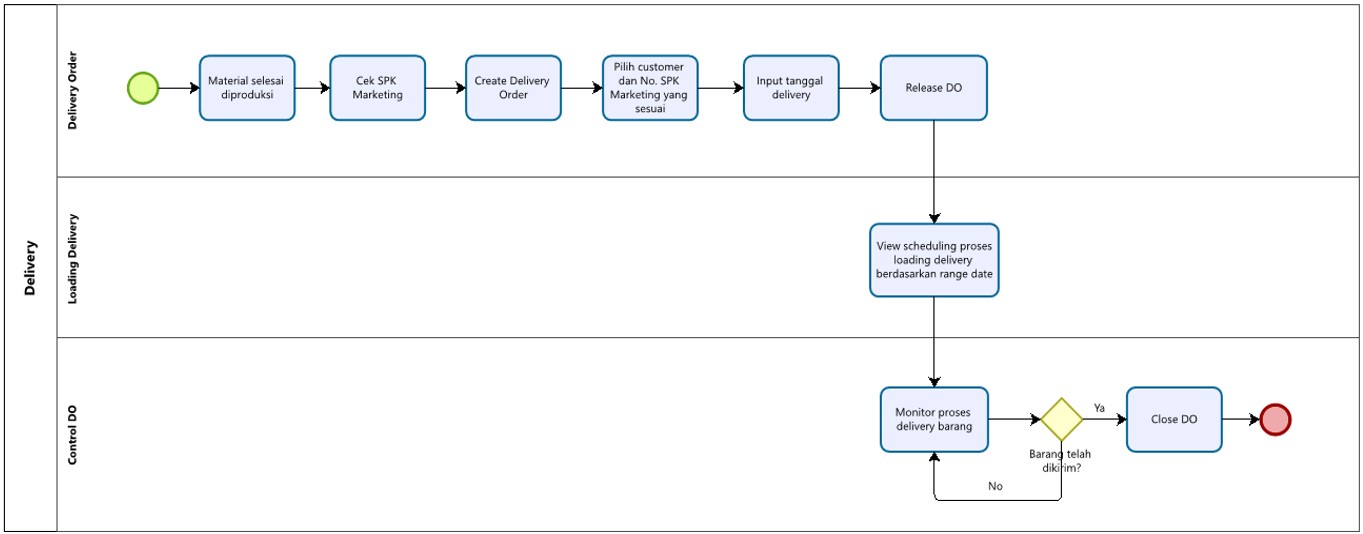 Delivery
Delivery Order
Material selesai
diproduksi
Cek SPK
Marketing
Create Delivery
Order
Pilih customer
dan No. SPK
Marketing yang
sesuai
Input tanggal
delivery
Release DO
Loading Delivery
View scheduling proses
loading delivery
berdasarkan range date
Control DO
Monitor proses
delivery barang
Barang telah
dikirim?
Ya
No
Close DO